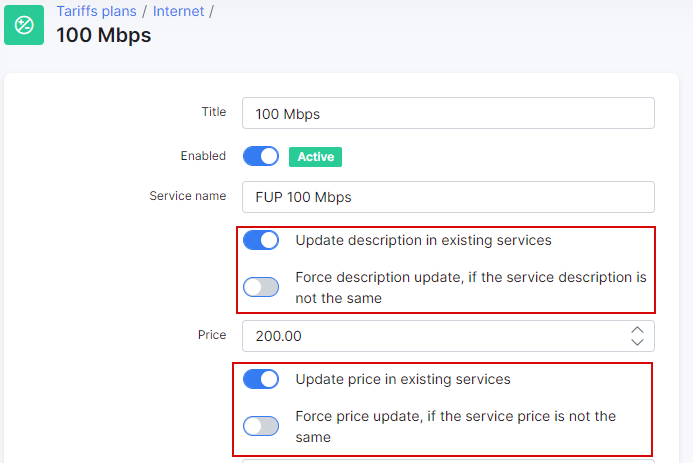 Tariffs plans / Internet /
100 Mbps
Title 100 Mbps
Enabled Active
Service name FUP 100 Mbps
Update description in existing services
Force description update, if the service description is
not the same
Price 200.00
Update price in existing services
Force price update, if the service price is not the
same